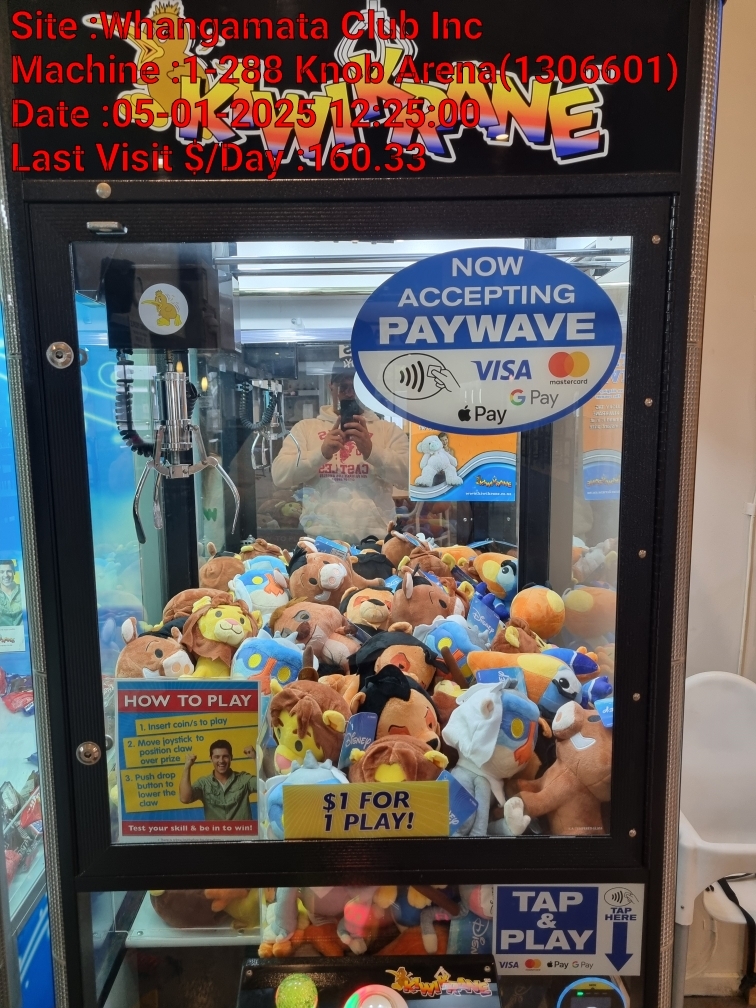 Site :Whangamata Club Inc
Machine :1-288 Knob Arena(1306601)
Date :05-01-2025 12:25:00
Last Visit $/Day :160.33
KIWI KRANE
NOW
ACCEPTING
PAYWAVE
VISA
mastercard
Pay
G Pay
HOW TO PLAY
1. Insert coin/s to play
2. Move joystick to
position claw
over prize
3. Push drop
button to
lower the
claw
Test your skill & be in to win!
DISNEY
$1 FOR
1 PLAY!
TAP
& 
PLAY
TAP
HERE
VISA
Pay G Pay
KIWI KRANE